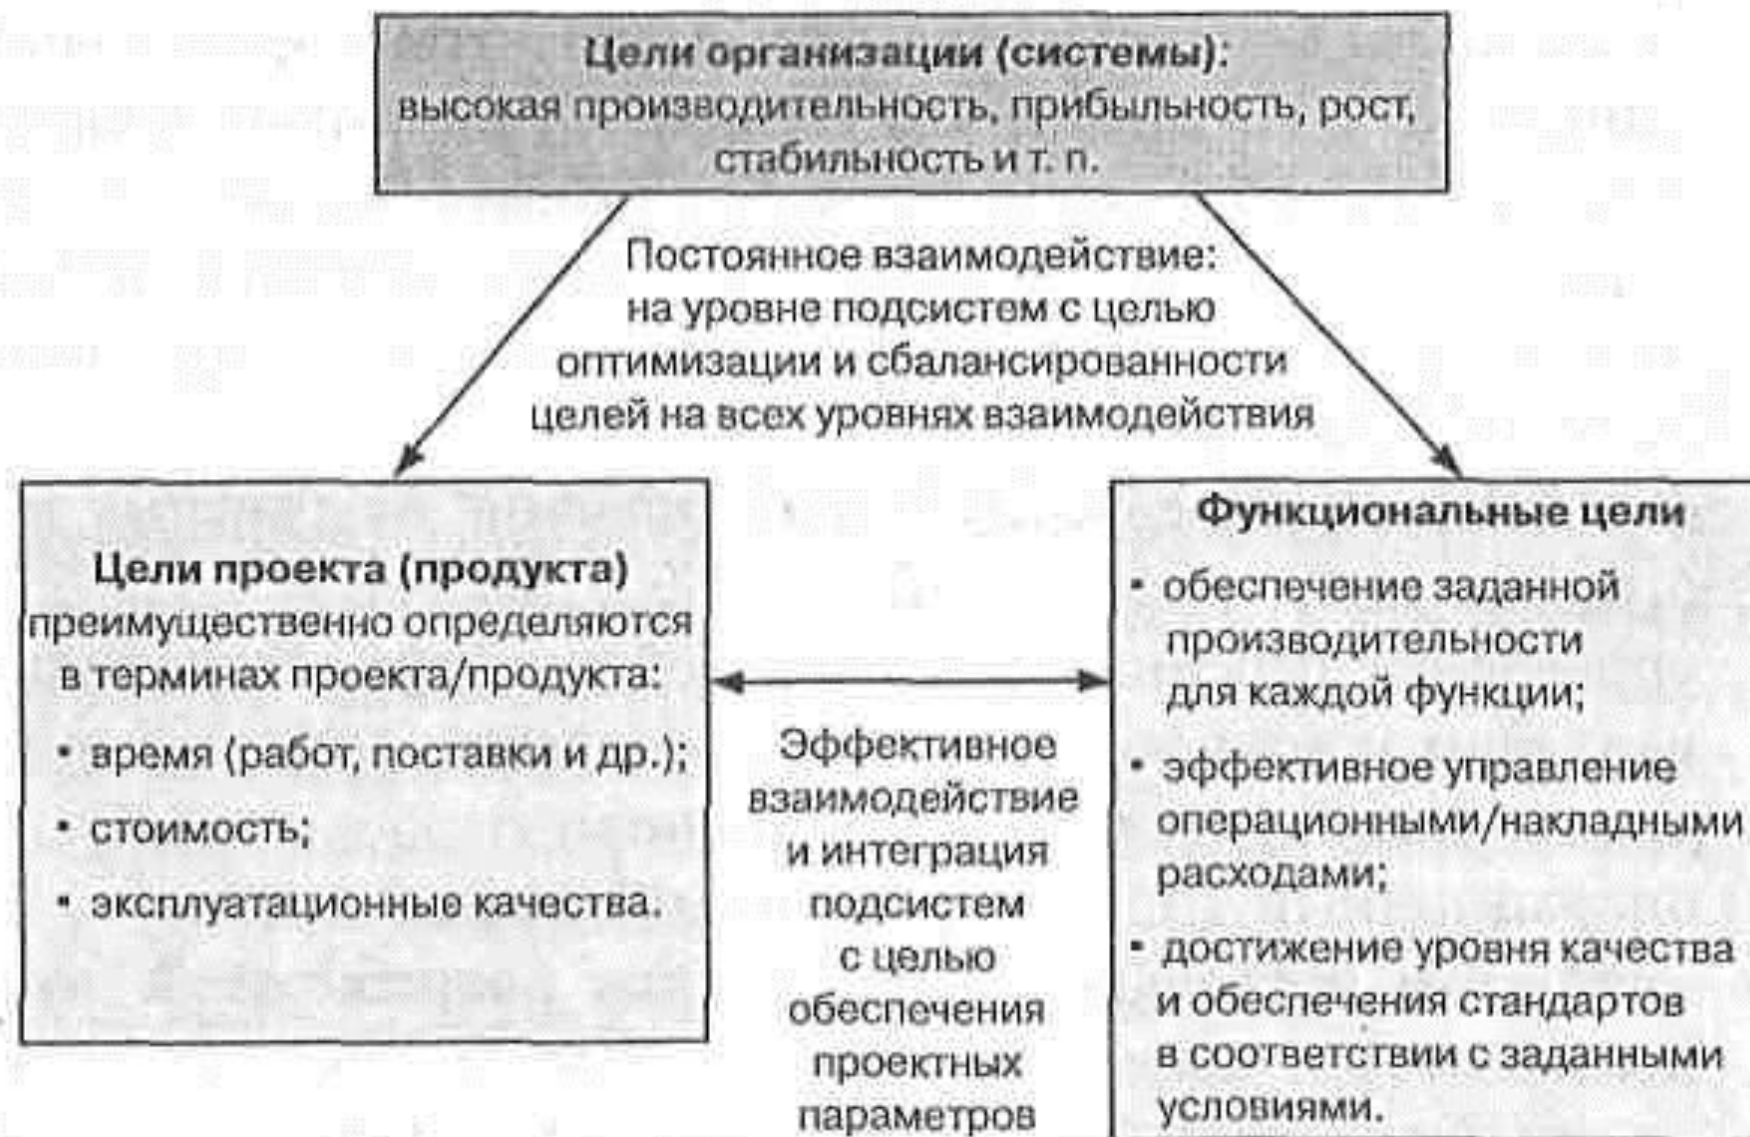 Цели организации (системы):
высокая производительность, прибыльность, рост,
стабильность и т. п.
Постоянное взаимодействие:
на уровне подсистем с целью
оптимизации и сбалансированности
целей на всех уровнях взаимодействия
Цели проекта (продукта)
преимущественно определяются
в терминах проекта/продукта:
• время (работ, поставки и др.);
• стоимость;
• эксплуатационные качества.
Эффективное
взаимодействие
и интеграция
подсистем
с целью
обеспечения
проектных
параметров
Функциональные цели
• обеспечение заданной
производительности
для каждой функции;
• эффективное управление
операционными/накладными
расходами;
• достижение уровня качества
и обеспечения стандартов
в соответствии с заданными
условиями.